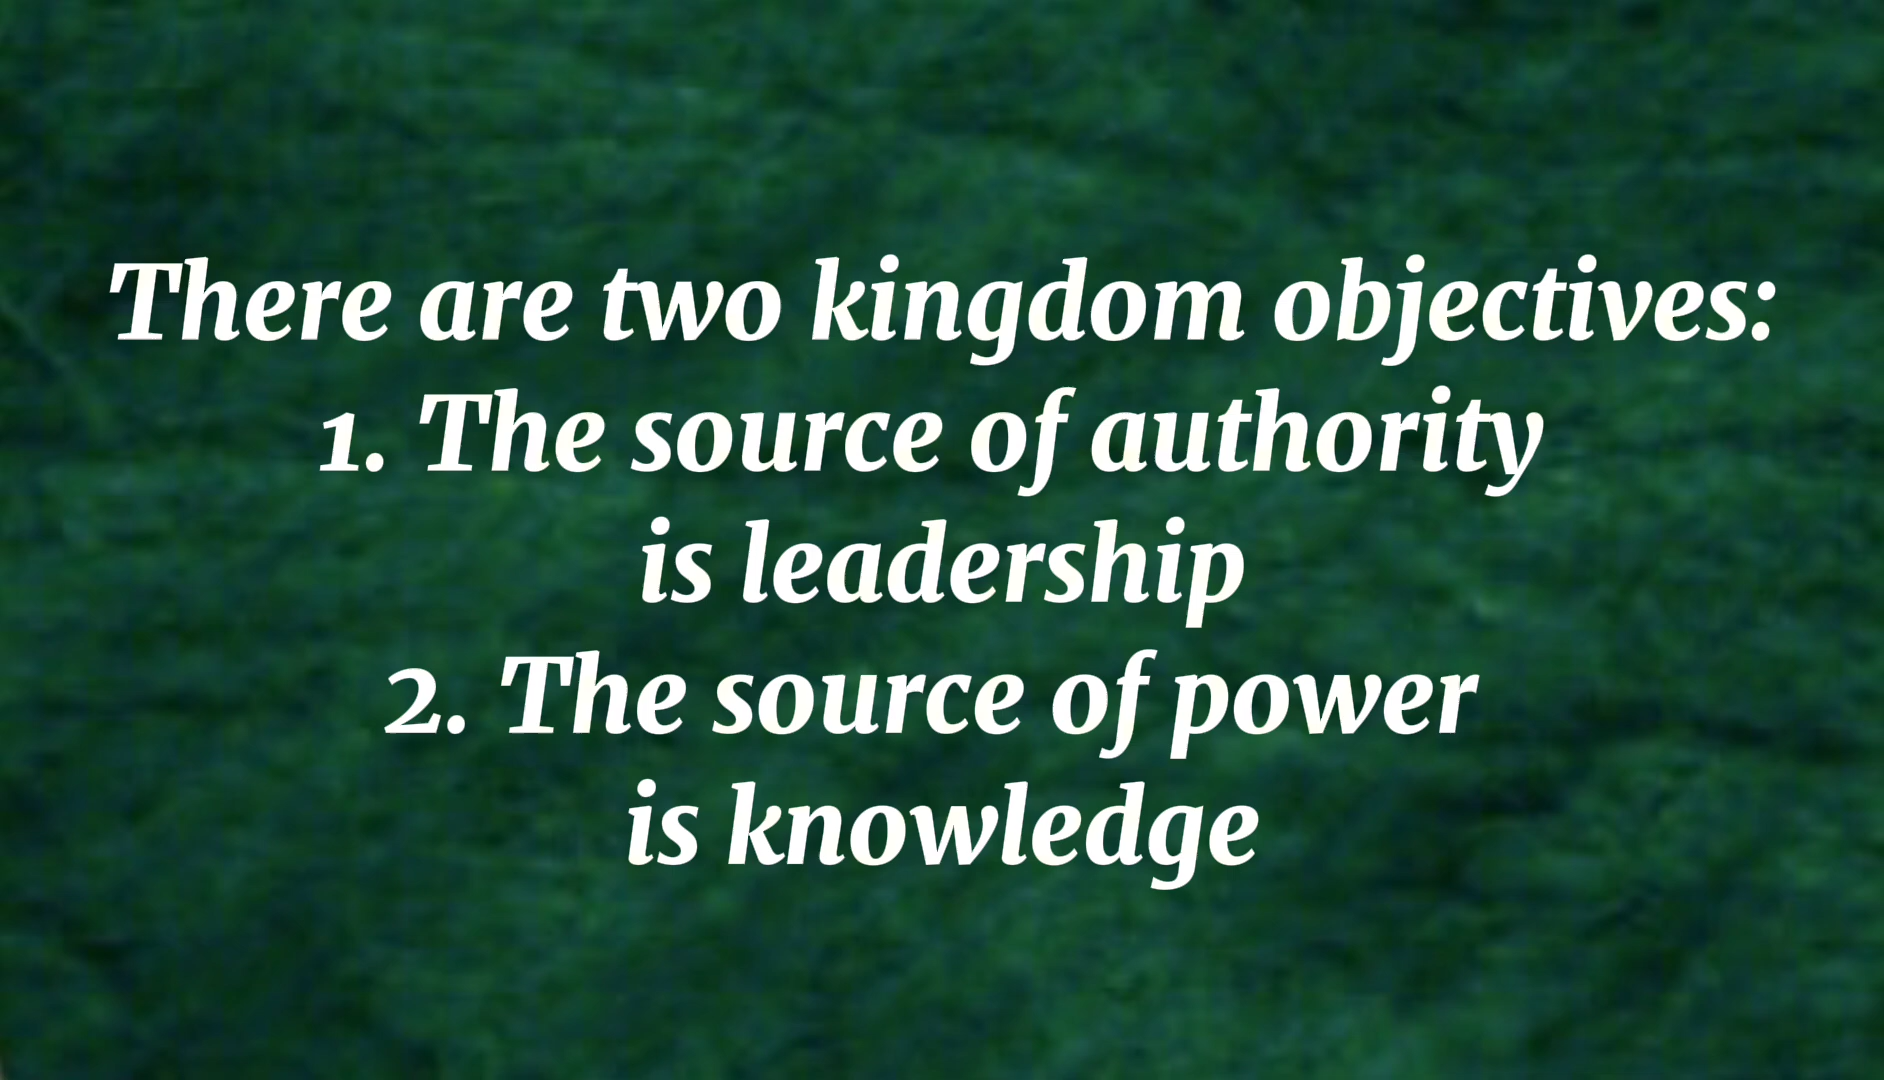 There are two kingdom objectives:
1. The source of authority
is leadership
2. The source of power
is knowledge